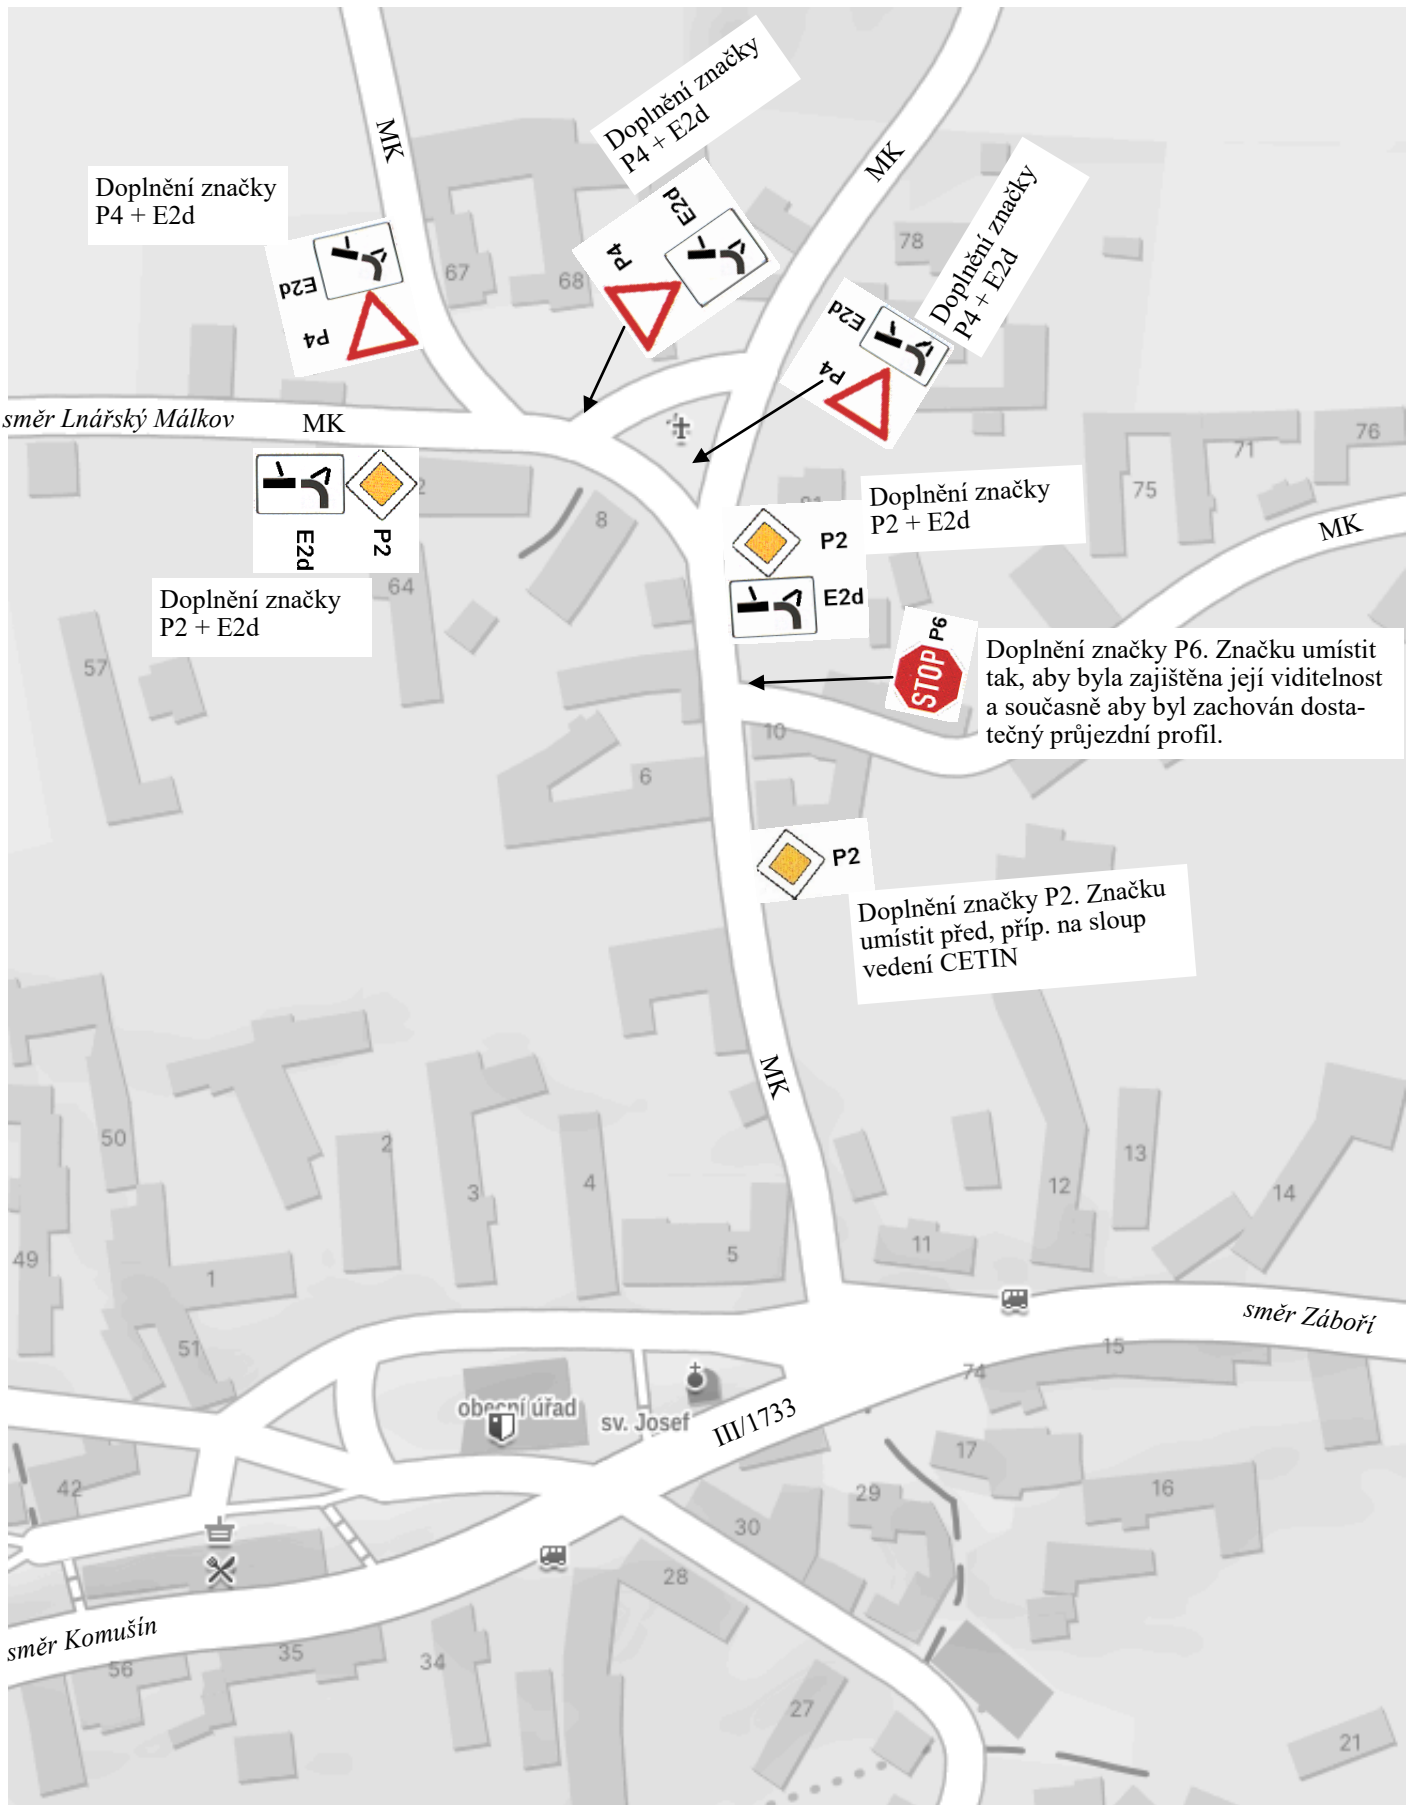 MK
Doplnění značky
P4 + E2d
MK
Doplnění značky
P4 + E2d
E2d
P4
E2d
P4
67
68
78
Doplnění značky
P4 + E2d
E2d
P4
směr Lnářský Málkov
MK
76
71
75
E2d
P2
8
Doplnění značky
P2 + E2d
P2
E2d
MK
64
Doplnění značky
P2 + E2d
57
P6
STOP
Doplnění značky P6. Značku umístit
tak, aby byla zajištěna její viditelnost
a současně aby byl zachován dosta-
tečný průjezdní profil.
10
6
P2
Doplnění značky P2. Značku
umístit před, příp. na sloup
vedení CETIN
MK
50
2
3
4
5
13
12
14
11
49
1
51
směr Záboří
15
74
obecní úřad
sv. Josef
III/1733
17
42
29
16
30
28
směr Komušín
56
35
34
27
21